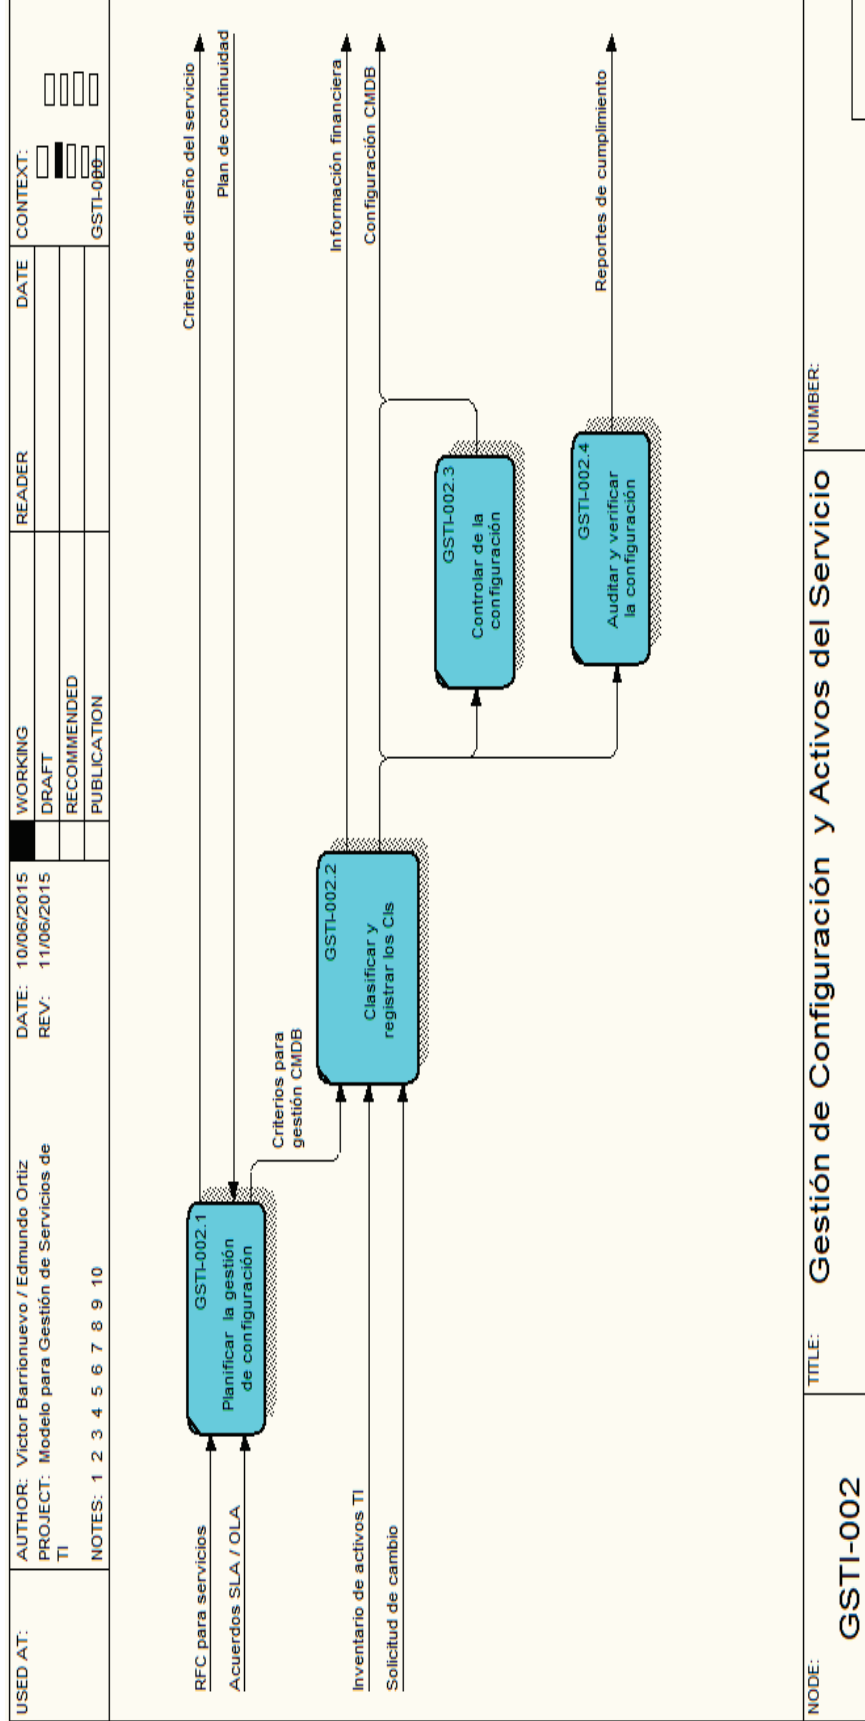 USED AT:
AUTHOR: Victor Barrionuevo / Edmundo Ortiz
PROJECT: Modelo para Gestión de Servicios de
TI
NOTES: 1 2 3 4 5 6 7 8 9 10
DATE: 10/06/2015
REV: 11/06/2015
WORKING
DRAFT
RECOMMENDED
PUBLICATION
READER
DATE
CONTEXT:
GSTI-000
RFC para servicios
Acuerdos SLA / OLA
GSTI-002.1
Planificar la gestión
de configuración
Criterios de diseño del servicio
Plan de continuidad
Criterios para
gestión CMDB
Inventario de activos TI
Solicitud de cambio
GSTI-002.2
Clasificar y
registrar los CIs
Información financiera
Configuración CMDB
GSTI-002.3
Controlar de la
configuración
GSTI-002.4
Auditar y verificar
la configuración
Reportes de cumplimiento
NODE:
GSTI-002
TITLE:
Gestión de Configuración y Activos del Servicio
NUMBER: